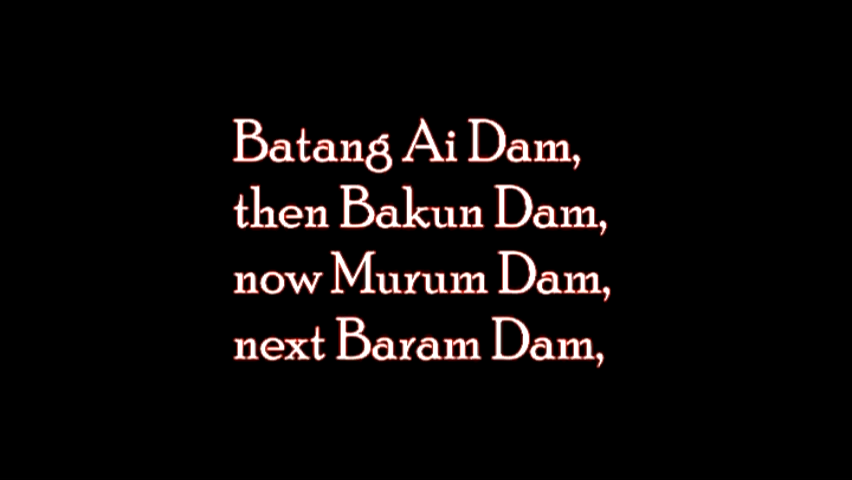 Batang Ai Dam,
then Bakun Dam,
now Murum Dam,
next Baram Dam,